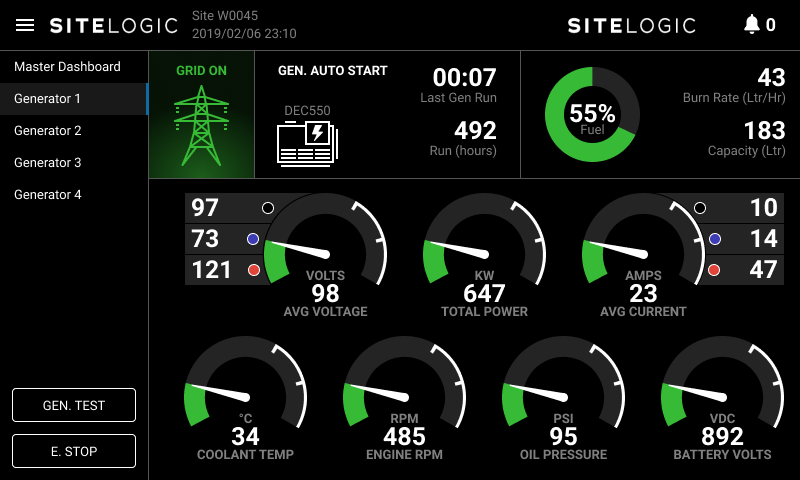 SITELOGIC
Site W0045
2019/02/06 23:10
SITELOGIC
0
Master Dashboard
Generator 1
Generator 2
Generator 3
Generator 4
GEN. TEST
E. STOP
GRID ON
GEN. AUTO START
DEC550
00:07
Last Gen Run
492
Run (hours)
55%
Fuel
43
Burn Rate (Ltr/Hr)
183
Capacity (Ltr)
97
73
121
VOLTS
98
AVG VOLTAGE
KW
647
TOTAL POWER
AMPS
23
AVG CURRENT
10
14
47
°C
34
COOLANT TEMP
RPM
485
ENGINE RPM
PSI
95
OIL PRESSURE
VDC
892
BATTERY VOLTS